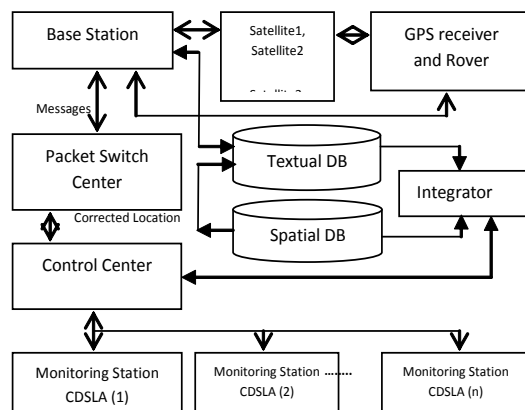 Base Station
Satellite1,
Satellite2
GPS receiver
and Rover
Messages
Packet Switch
Center
Textual DB
Integrator
Corrected Location
Spatial DB
Control Center
Monitoring Station
CDSLA (1)
Monitoring Station ………
CDSLA (2)
Monitoring Station
CDSLA (n)